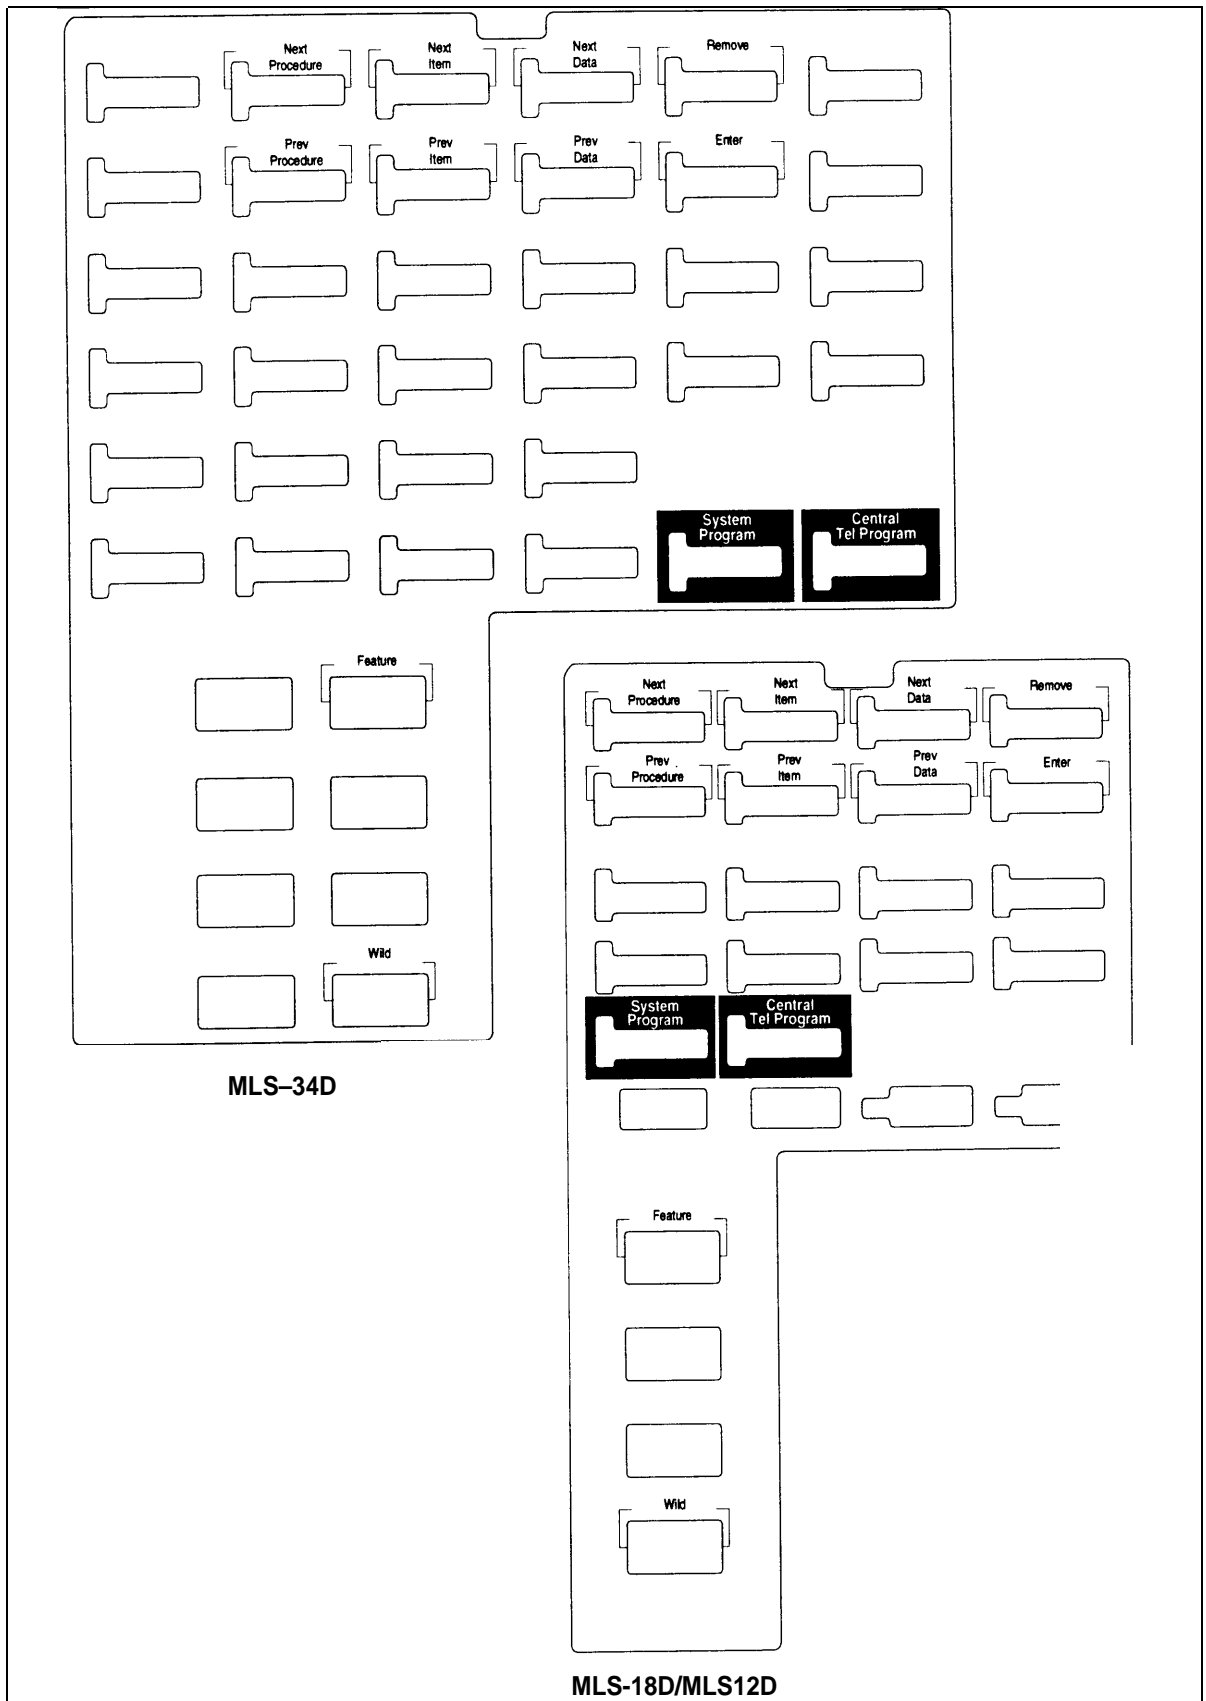 Next
Procedure
Next
Item
Next
Data
Remove
Prev
Procedure
Prev
Item
Prev
Data
Enter
System
Program
Central
Tel Program
Feature
Wild
MLS–34D
Next
Procedure
Next
Item
Next
Data
Remove
Prev
Procedure
Prev
Item
Prev
Data
Enter
System
Program
Central
Tel Program
Feature
Wild
MLS-18D/MLS12D